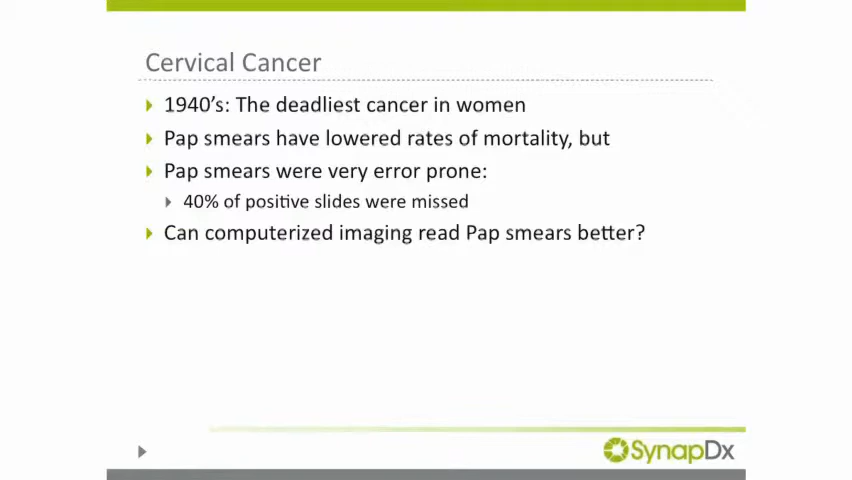 Cervical Cancer
1940's: The deadliest cancer in women
Pap smears have lowered rates of mortality, but
Pap smears were very error prone:
40% of positive slides were missed
Can computerized imaging read Pap smears better?
SynapDx